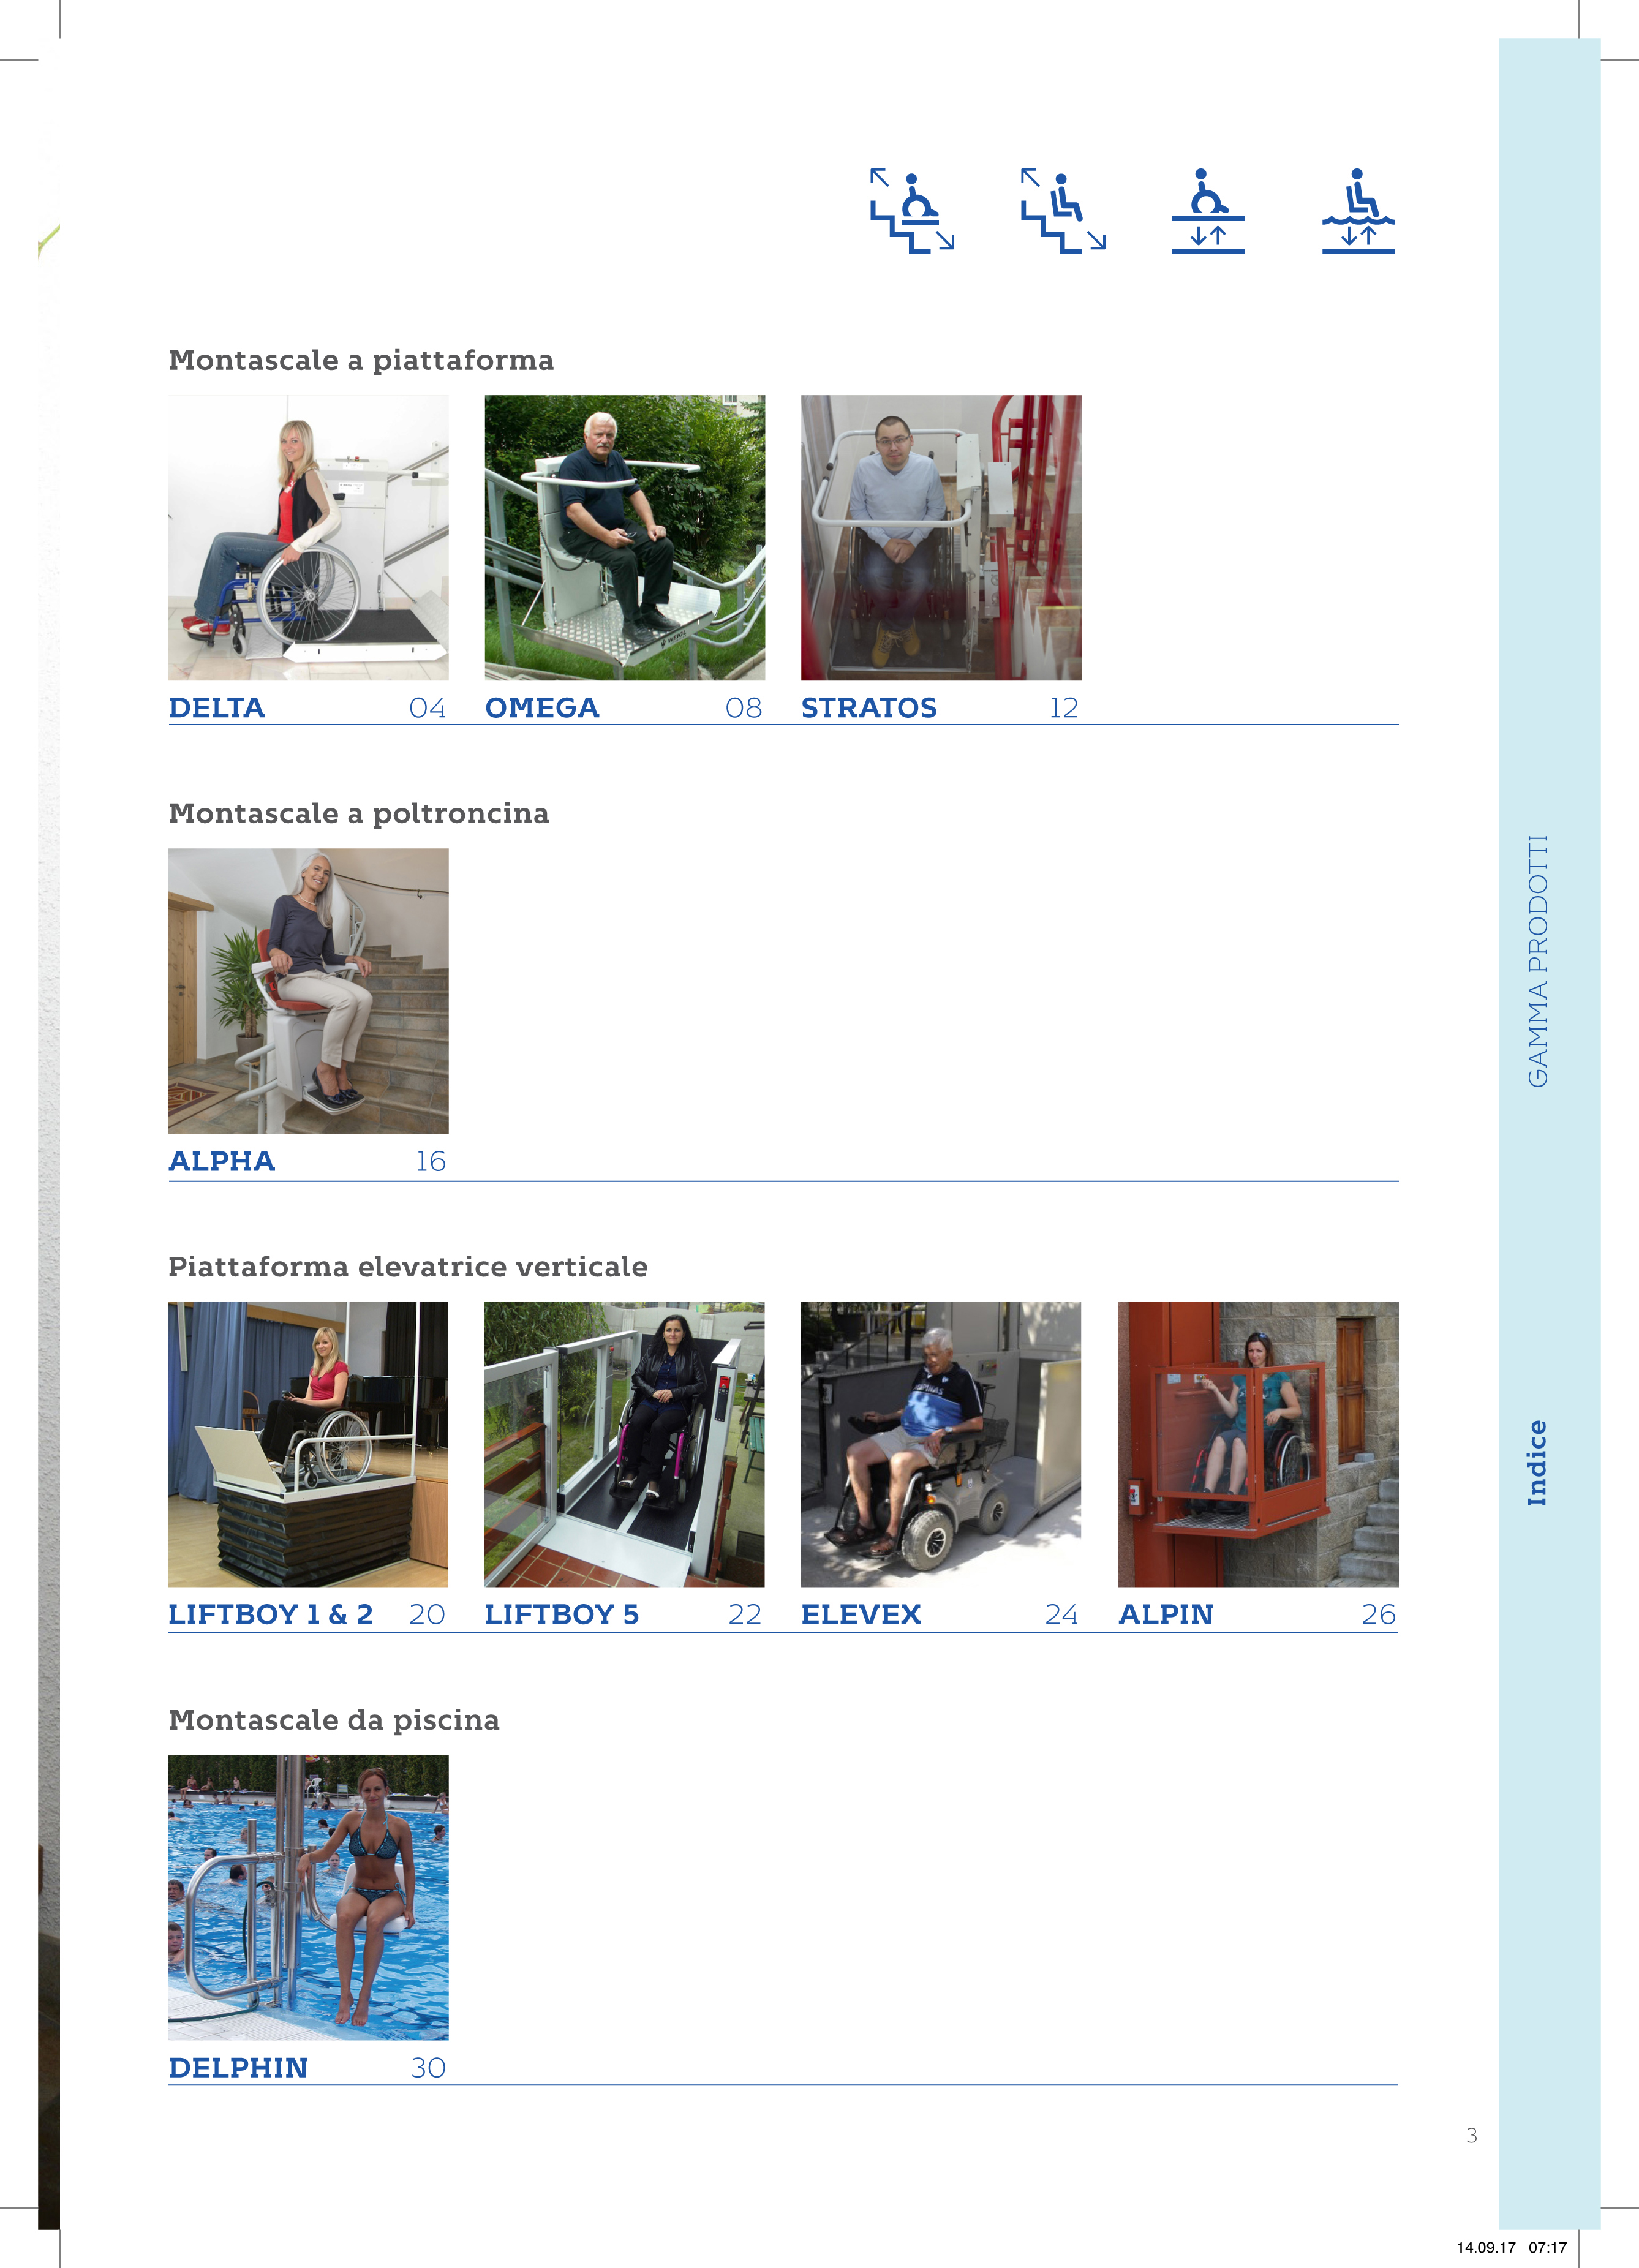 Montascale a piattaforma
DELTA 04 OMEGA 08 STRATOS 12
Montascale a poltroncina
ALPHA 16
Piattaforma elevatrice verticale
LIFTBOY 1 & 2 20 LIFTBOY 5 22 ELEVEX 24 ALPIN 26
Montascale da piscina
DELPHIN 30
GAMMA PRODOTTI
Indice
3
14.09.17 07:17